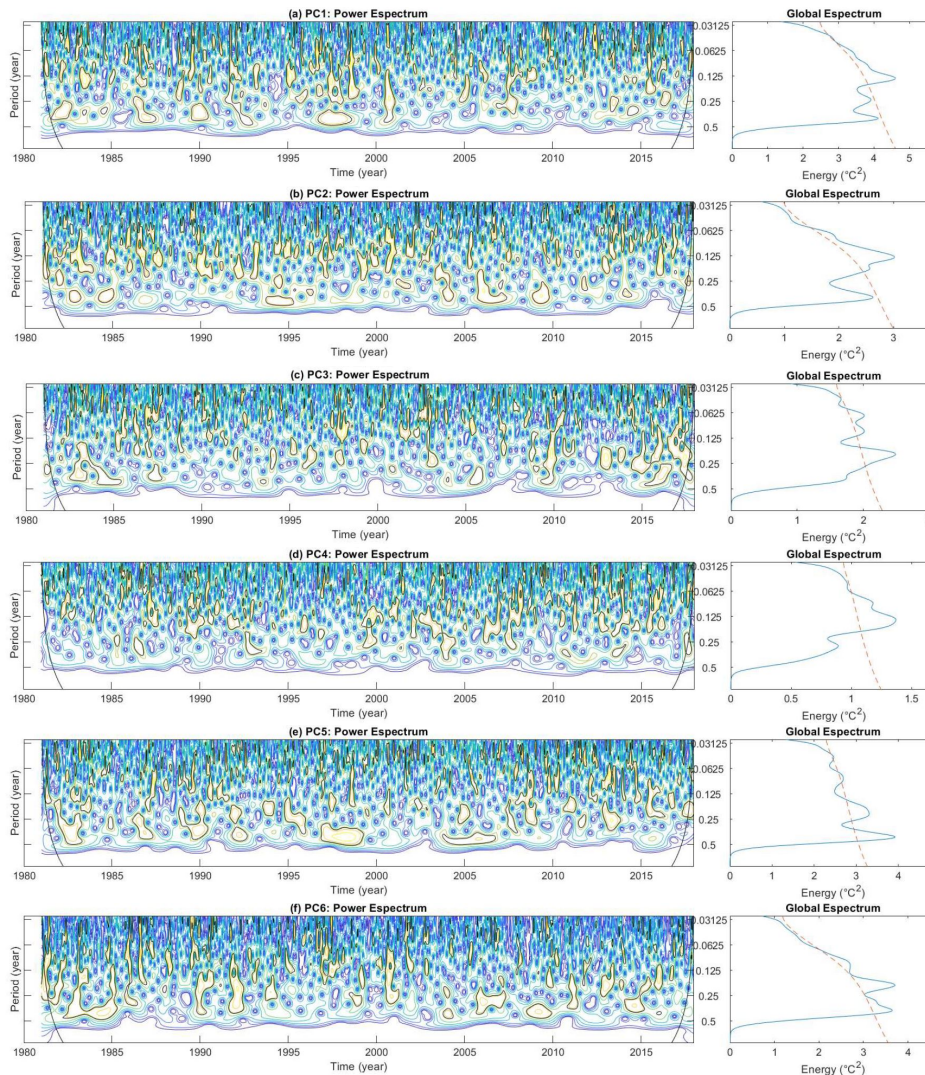 (a) PC1: Power Espectrum
Global Espectrum
Period (year)
0.03125
0.0625
0.125
0.25
0.5
1980 1985 1990 1995 2000 2005 2010 2015
0 1 2 3 4 5
Time (year)
Energy (°C²)
(b) PC2: Power Espectrum
Global Espectrum
Period (year)
0.03125
0.0625
0.125
0.25
0.5
1980 1985 1990 1995 2000 2005 2010 2015
0 1 2 3
Time (year)
Energy (°C²)
(c) PC3: Power Espectrum
Global Espectrum
Period (year)
0.03125
0.0625
0.125
0.25
0.5
1980 1985 1990 1995 2000 2005 2010 2015
0 1 2
Time (year)
Energy (°C²)
(d) PC4: Power Espectrum
Global Espectrum
Period (year)
0.03125
0.0625
0.125
0.25
0.5
1980 1985 1990 1995 2000 2005 2010 2015
0 0.5 1 1.5
Time (year)
Energy (°C²)
(e) PC5: Power Espectrum
Global Espectrum
Period (year)
0.03125
0.0625
0.125
0.25
0.5
1980 1985 1990 1995 2000 2005 2010 2015
0 1 2 3 4
Time (year)
Energy (°C²)
(f) PC6: Power Espectrum
Global Espectrum
Period (year)
0.03125
0.0625
0.125
0.25
0.5
1980 1985 1990 1995 2000 2005 2010 2015
0 1 2 3 4
Time (year)
Energy (°C²)